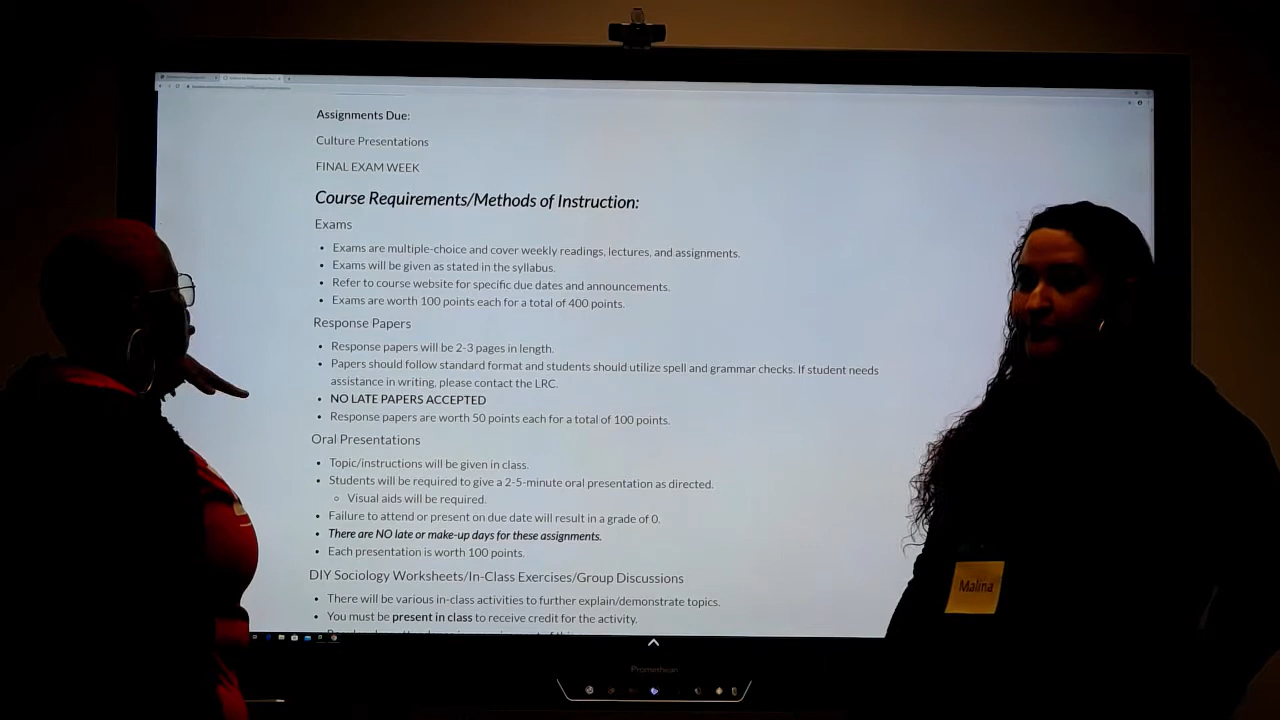 Assignments Due:
Culture Presentations
FINAL EXAM WEEK
Course Requirements/Methods of Instruction:
Exams
• Exams are multiple-choice and cover weekly readings, lectures, and assignments.
• Exams will be given as stated in the syllabus.
• Refer to course website for specific due dates and announcements.
• Exams are worth 100 points each for a total of 400 points.
Response Papers
• Response papers will be 2-3 pages in length.
• Papers should follow standard format and students should utilize spell and grammar checks. If student needs
assistance in writing, please contact the LRC.
• NO LATE PAPERS ACCEPTED
• Response papers are worth 50 points each for a total of 100 points.
Oral Presentations
• Topic/instructions will be given in class.
• Students will be required to give a 2-5-minute oral presentation as directed.
◦ Visual aids will be required.
• Failure to attend or present on due date will result in a grade of 0.
• There are NO late or make-up days for these assignments.
• Each presentation is worth 100 points.
DIY Sociology Worksheets/In-Class Exercises/Group Discussions
• There will be various in-class activities to further explain/demonstrate topics.
• You must be present in class to receive credit for the activity.
Malina
Promethean